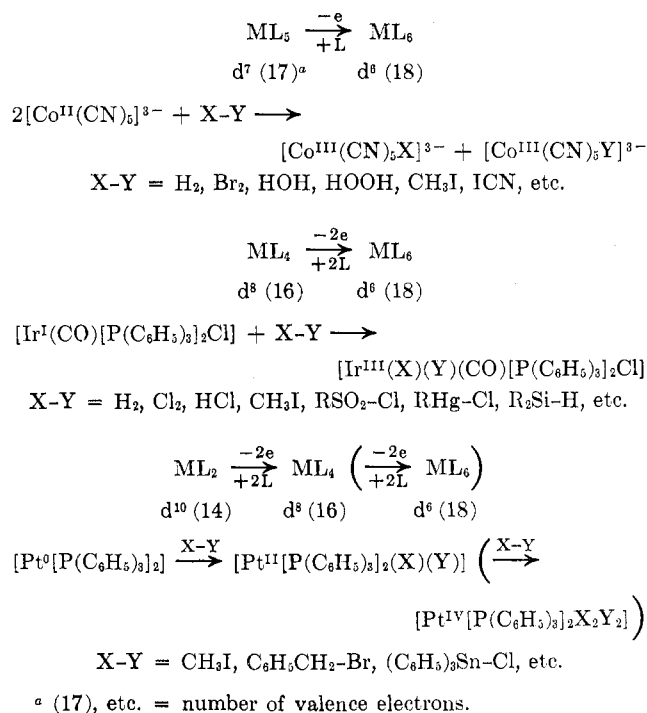 ML₅ −e +L → ML₆
d⁷ (17)ᵃ d⁶ (18)
2[Coᴵᴵ(CN)₅]³⁻ + X–Y ⟶
[Coᴵᴵᴵ(CN)₅X]³⁻ + [Coᴵᴵᴵ(CN)₅Y]³⁻
X–Y = H₂, Br₂, HOH, HOOH, CH₃I, ICN, etc.
ML₄ −2e +2L → ML₆
d⁸ (16) d⁶ (18)
[Irᴵ(CO)[P(C₆H₅)₃]₂Cl] + X–Y ⟶
[Irᴵᴵᴵ(X)(Y)(CO)[P(C₆H₅)₃]₂Cl]
X–Y = H₂, Cl₂, HCl, CH₃I, RSO₂–Cl, RHg–Cl, R₃Si–H, etc.
ML₂ −2e +2L → ML₄ ( −2e +2L → ML₆ )
d¹⁰ (14) d⁸ (16) d⁶ (18)
[Pt⁰[P(C₆H₅)₃]₂] X–Y → [Ptᴵᴵ[P(C₆H₅)₃]₂(X)(Y)] ( X–Y →
[Ptᴵⱽ[P(C₆H₅)₃]₂X₂Y₂] )
X–Y = CH₃I, C₆H₅CH₂–Br, (C₆H₅)₃Sn–Cl, etc.
ᵃ (17), etc. = number of valence electrons.